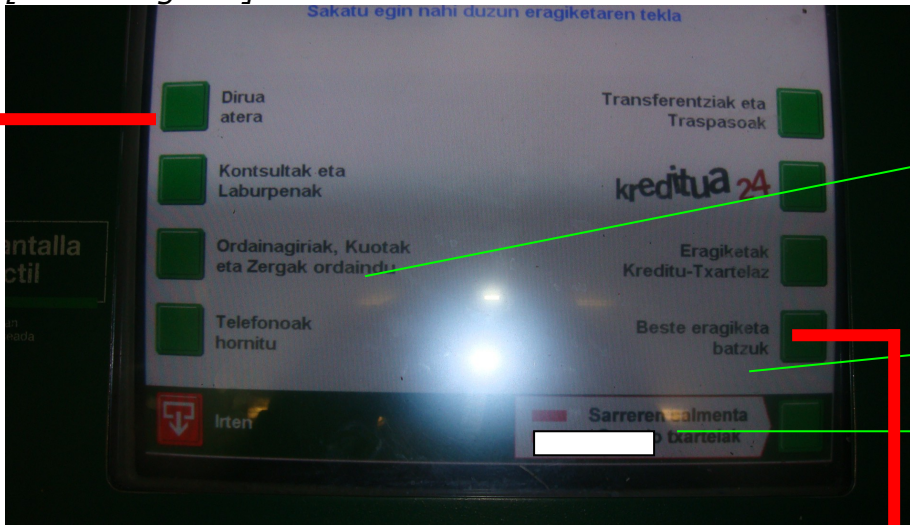 Sakatu egin nahi duzun eragiketaren tekla
Dirua
atera
Transferentziak eta
Traspasoak
Kontsultak eta
Laburpenak
kreditua 24
Ordainagiriak, Kuotak
eta Zergak ordaindu
Eragiketak
Kreditu-Txartelaz
Telefonoak
hornitu
Beste eragiketa
batzuk
Irten
Sarreren salmenta
txartelak
antalla
ctil